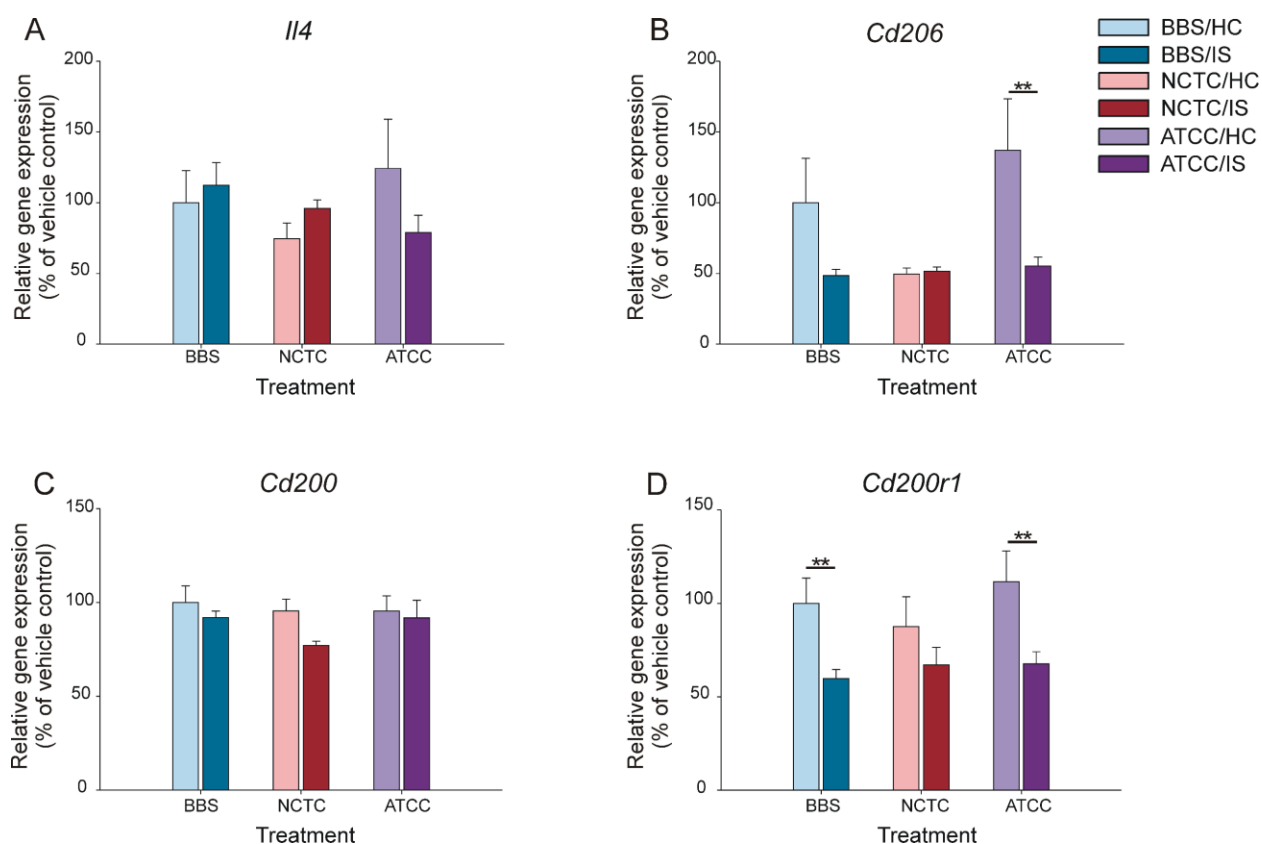 A
Il4
Relative gene expression
(% of vehicle control)
200
150
100
50
0
BBS
NCTC
ATCC
Treatment
B
Cd206
Relative gene expression
(% of vehicle control)
200
150
100
50
0
**
BBS
NCTC
ATCC
Treatment
BBS/HC
BBS/IS
NCTC/HC
NCTC/IS
ATCC/HC
ATCC/IS
C
Cd200
Relative gene expression
(% of vehicle control)
150
100
50
0
BBS
NCTC
ATCC
Treatment
D
Cd200r1
Relative gene expression
(% of vehicle control)
150
100
50
0
**
**
BBS
NCTC
ATCC
Treatment